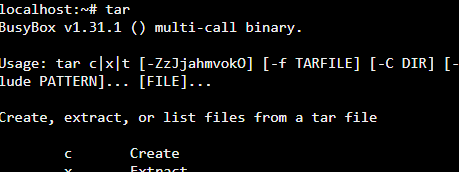 localhost:~# tar
BusyBox v1.31.1 () multi-call binary.
Usage: tar c|x|t [-ZzJjahmvokO] [-f TARFILE] [-C DIR] [-
lude PATTERN]... [FILE]...
Create, extract, or list files from a tar file
c Create
x Extract